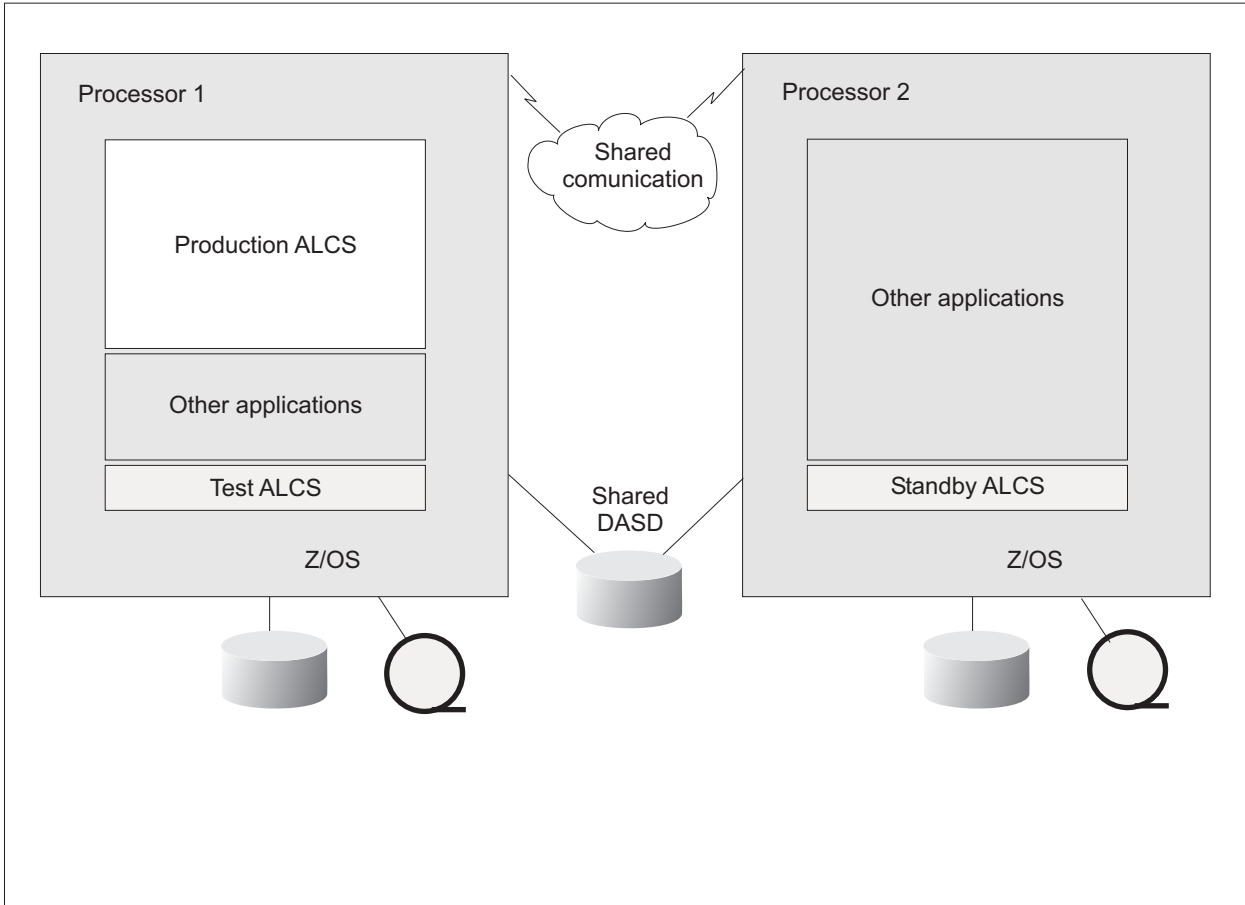 Processor 1
Production ALCS
Other applications
Test ALCS
Z/OS
Shared
comunication
Shared
DASD
Processor 2
Other applications
Standby ALCS
Z/OS